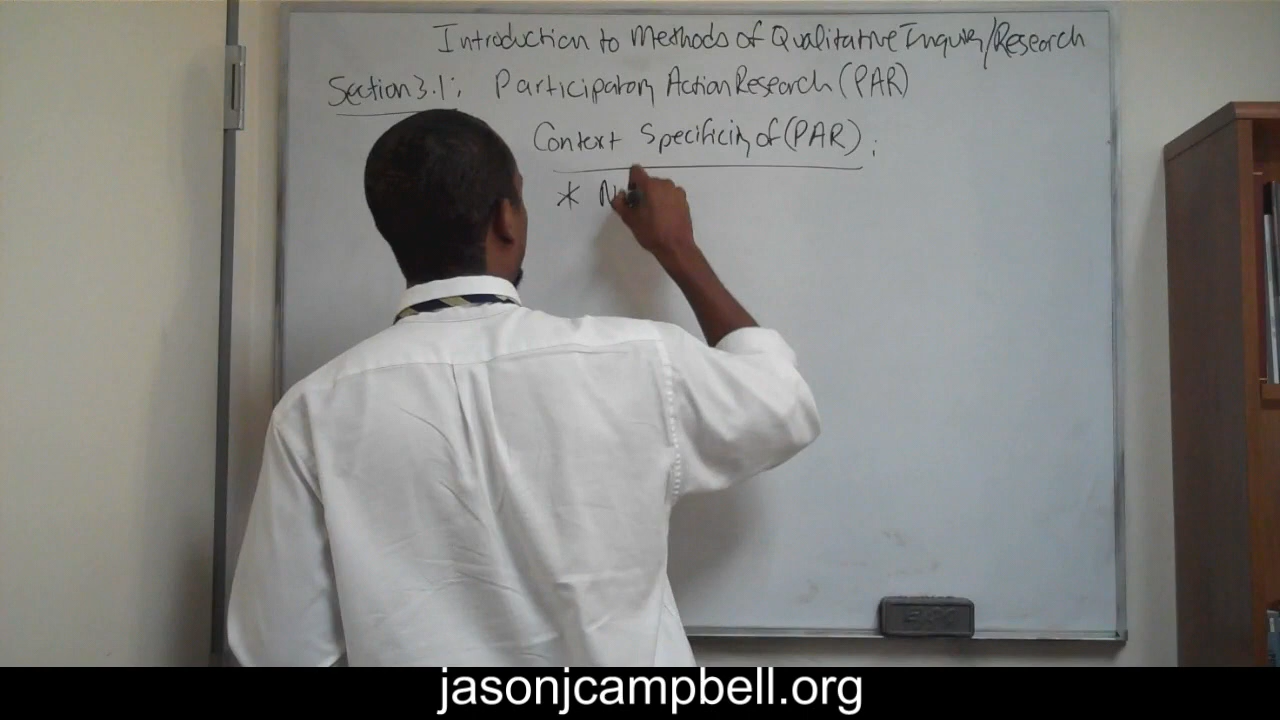 Introduction to Methods of Qualitative Inquiry/Research
Section 3.1: Participatory Action Research (PAR)
Context Specificity of (PAR):
* N
jasonjcampbell.org